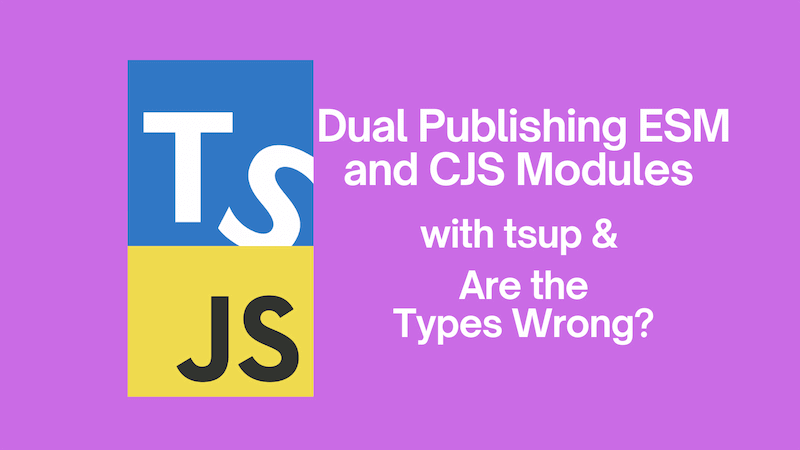 TS
JS
Dual Publishing ESM
and CJS Modules
with tsup &
Are the
Types Wrong?